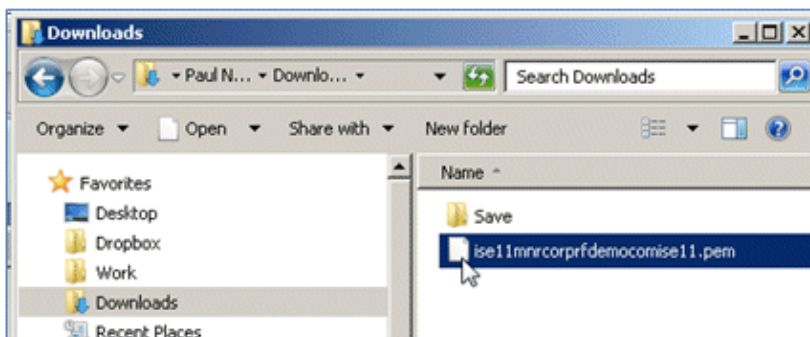 Downloads
Paul N... Downlo... Search Downloads
Organize Open Share with New folder
Favorites
Desktop
Dropbox
Work
Downloads
Recent Places
Name
Save
ise11mnrcorprfdemocomise11.pem